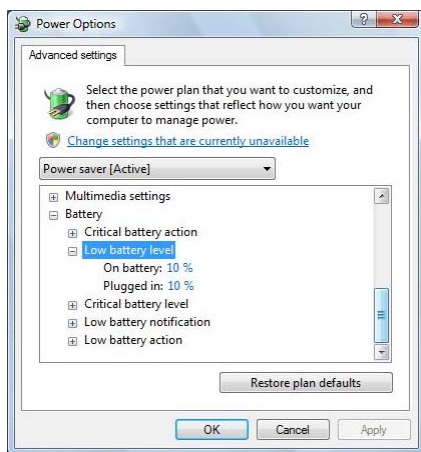 Power Options
Advanced settings
Select the power plan that you want to customize, and
then choose settings that reflect how you want your
computer to manage power.
Change settings that are currently unavailable
Power saver [Active]
Multimedia settings
Battery
Critical battery action
Low battery level
On battery: 10 %
Plugged in: 10 %
Critical battery level
Low battery notification
Low battery action
Restore plan defaults
OK Cancel Apply